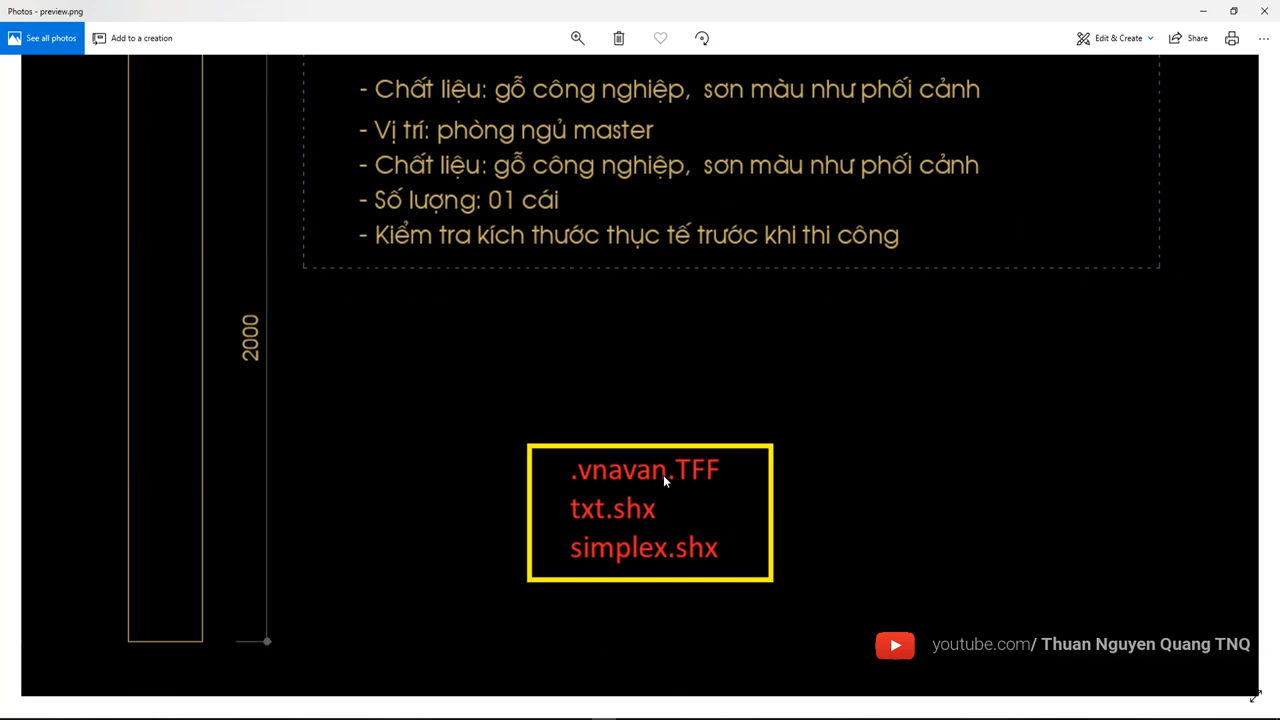 Photos - preview.png
See all photos
Add to a creation
Edit & Create
Share
- Chất liệu: gỗ công nghiệp, sơn màu như phối cảnh
- Vị trí: phòng ngủ master
- Chất liệu: gỗ công nghiệp, sơn màu như phối cảnh
- Số lượng: 01 cái
- Kiểm tra kích thước thực tế trước khi thi công
2000
.vnavan.TFF
txt.shx
simplex.shx
youtube.com/ Thuan Nguyen Quang TNQ